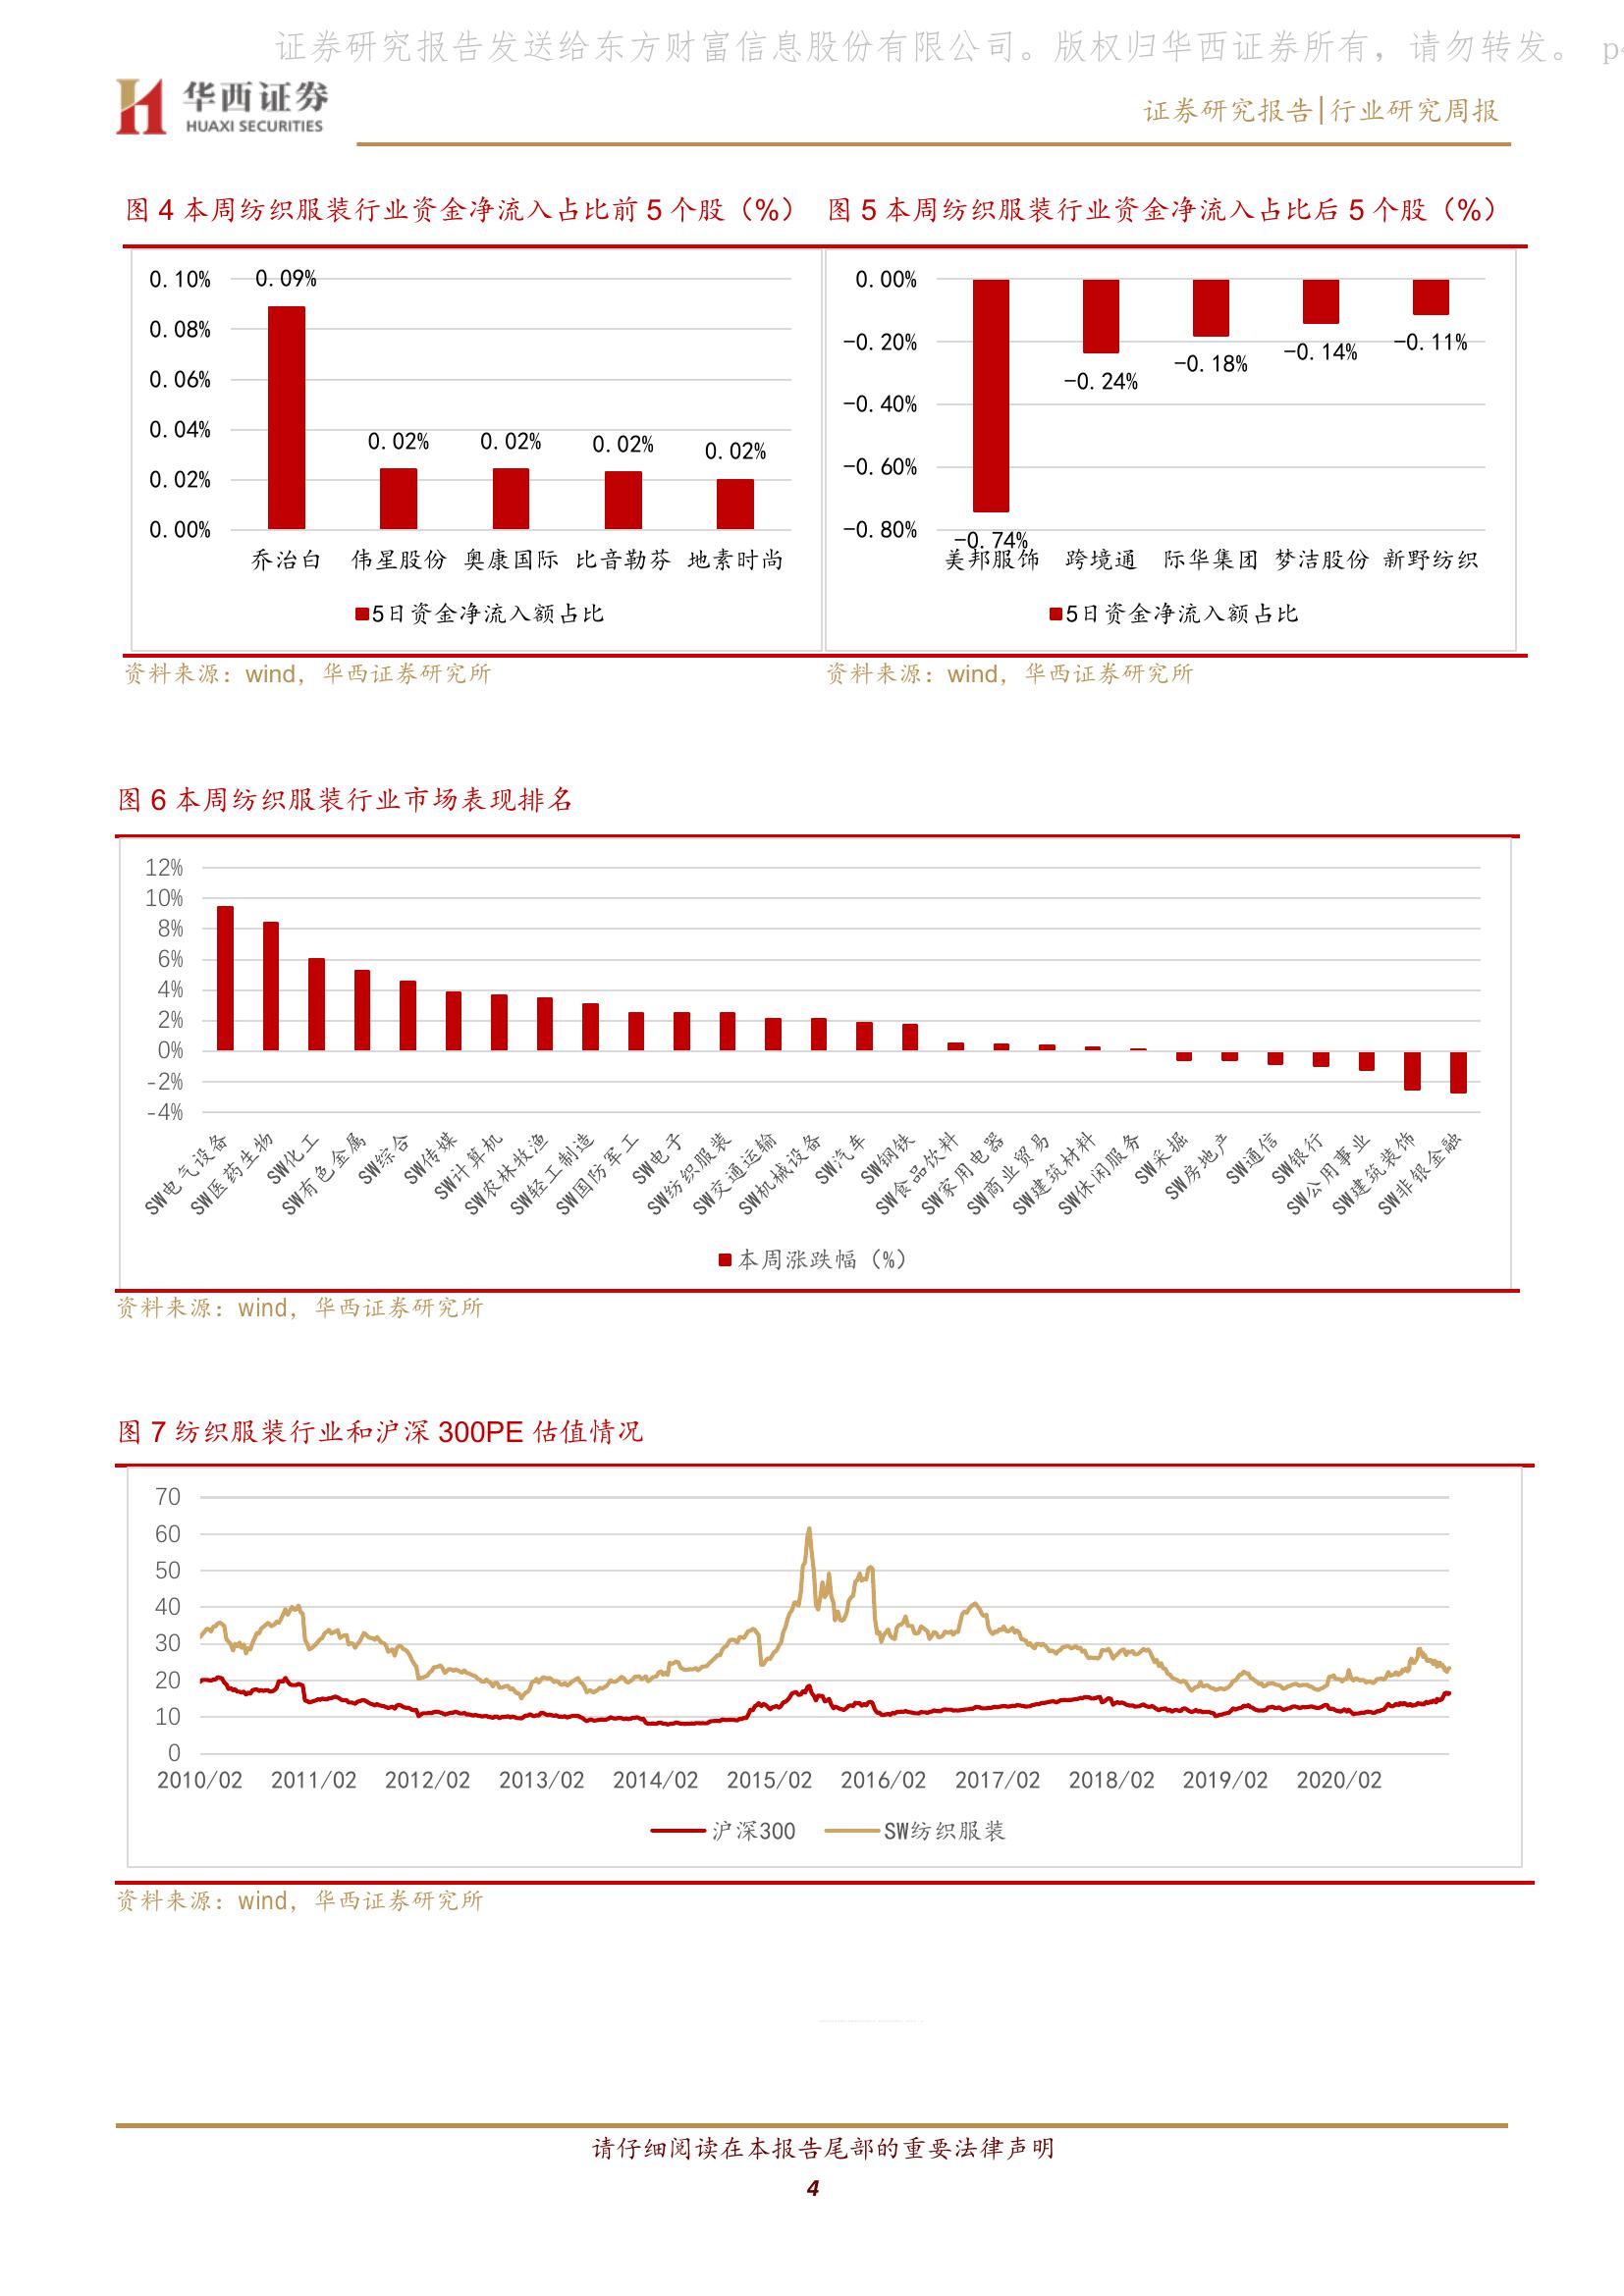 证券研究报告发送给东方财富信息股份有限公司。版权归华西证券所有，请勿转发。 p
华西证券
HUAXI SECURITIES
证券研究报告|行业研究周报
图 4 本周纺织服装行业资金净流入占比前 5 个股（%）
0.10%
0.08%
0.06%
0.04%
0.02%
0.00%
0.09%
0.02%
0.02%
0.02%
0.02%
乔治白 伟星股份 奥康国际 比音勒芬 地素时尚
5日资金净流入额占比
资料来源：wind，华西证券研究所
图 5 本周纺织服装行业资金净流入占比后 5 个股（%）
0.00%
-0.20%
-0.40%
-0.60%
-0.80%
-0.74%
-0.24%
-0.18%
-0.14%
-0.11%
美邦服饰 跨境通 际华集团 梦洁股份 新野纺织
5日资金净流入额占比
资料来源：wind，华西证券研究所
图 6 本周纺织服装行业市场表现排名
12%
10%
8%
6%
4%
2%
0%
-2%
-4%
SW电气设备
SW医药生物
SW化工
SW有色金属
SW综合
SW传媒
SW计算机
SW农林牧渔
SW轻工制造
SW国防军工
SW电子
SW纺织服装
SW交通运输
SW机械设备
SW汽车
SW钢铁
SW食品饮料
SW家用电器
SW商业贸易
SW建筑材料
SW休闲服务
SW采掘
SW房地产
SW通信
SW银行
SW公用事业
SW建筑装饰
SW非银金融
本周涨跌幅（%）
资料来源：wind，华西证券研究所
图 7 纺织服装行业和沪深 300PE 估值情况
70
60
50
40
30
20
10
0
2010/02 2011/02 2012/02 2013/02 2014/02 2015/02 2016/02 2017/02 2018/02 2019/02 2020/02
沪深300 SW纺织服装
资料来源：wind，华西证券研究所
请仔细阅读在本报告尾部的重要法律声明
4